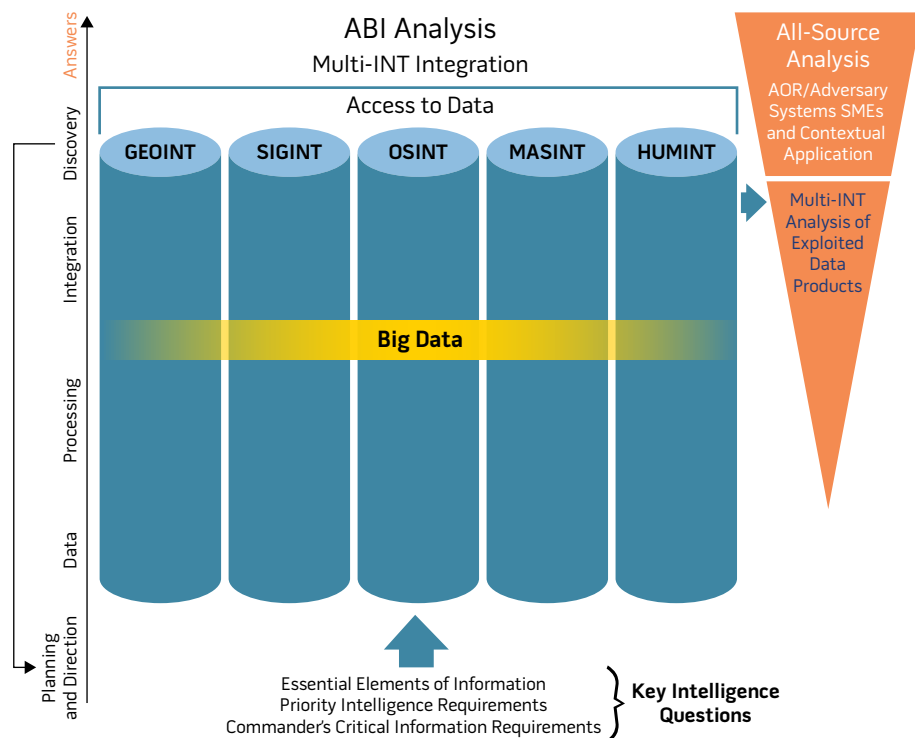 ABI Analysis
Multi-INT Integration
Access to Data
GEOINT
SIGINT
OSINT
MASINT
HUMINT
Big Data
Answers
Discovery
Integration
Processing
Data
Planning
and Direction
All-Source
Analysis
AOR/Adversary
Systems SMEs
and Contextual
Application
Multi-INT
Analysis of
Exploited
Data
Products
Essential Elements of Information
Priority Intelligence Requirements
Commander's Critical Information Requirements
Key Intelligence
Questions